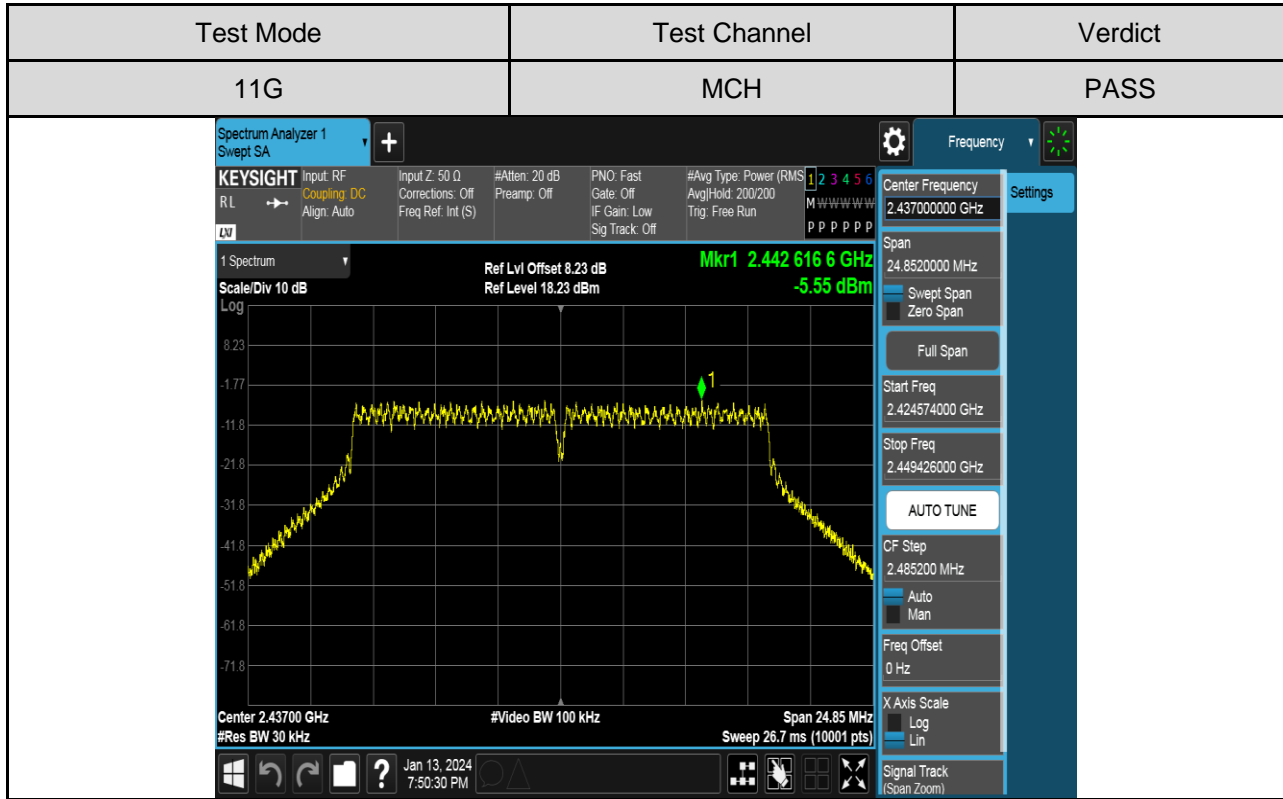 Test Mode Test Channel Verdict
11G MCH PASS
Spectrum Analyzer 1
Swept SA
+
Frequency
KEYSIGHT
R L
LXI
Input: RF
Coupling: DC
Align: Auto
Input Z: 50 Ω
Corrections: Off
Freq Ref: Int (S)
#Atten: 20 dB
Preamp: Off
PNO: Fast
Gate: Off
IF Gain: Low
Sig Track: Off
#Avg Type: Power (RMS
Avg|Hold: 200/200
Trig: Free Run
1 2 3 4 5 6
M W W W W W
P P P P P P
1 Spectrum
Scale/Div 10 dB
Log
Ref Lvl Offset 8.23 dB
Ref Level 18.23 dBm
Mkr1 2.442 616 6 GHz
-5.55 dBm
8.23
-1.77
-11.8
-21.8
-31.8
-41.8
-51.8
-61.8
-71.8
1
Center 2.43700 GHz
#Res BW 30 kHz
#Video BW 100 kHz
Span 24.85 MHz
Sweep 26.7 ms (10001 pts)
Center Frequency
2.437000000 GHz
Settings
Span
24.8520000 MHz
Swept Span
Zero Span
Full Span
Start Freq
2.424574000 GHz
Stop Freq
2.449426000 GHz
AUTO TUNE
CF Step
2.485200 MHz
Auto
Man
Freq Offset
0 Hz
X Axis Scale
Log
Lin
Signal Track
(Span Zoom)
?
Jan 13, 2024
7:50:30 PM